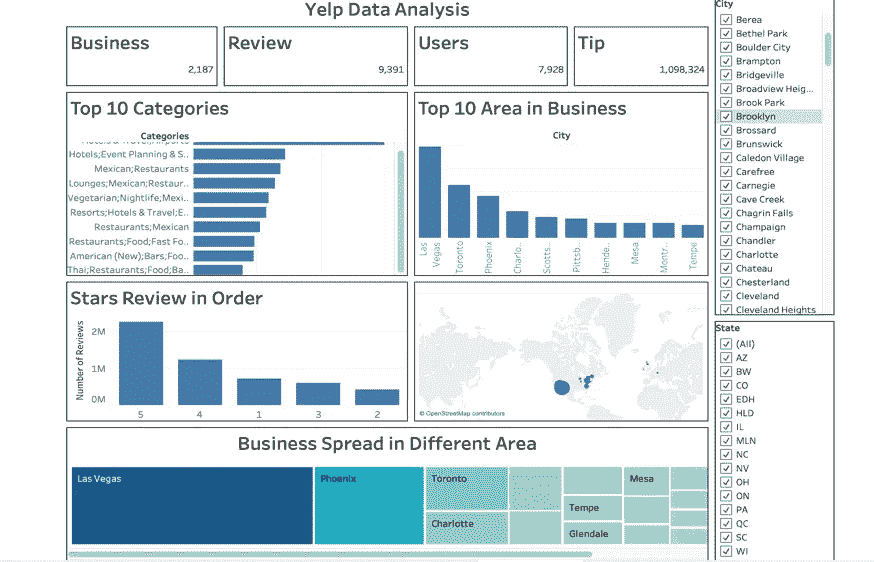 Yelp Data Analysis
Business
2,187
Review
9,391
Users
7,928
Tip
1,098,324
Top 10 Categories
Categories
Hotels & Travel;Airports
Hotels;Event Planning & S..
Mexican;Restaurants
Lounges;Mexican;Restaur..
Vegetarian;Nightlife;Mexi..
Resorts;Hotels & Travel;E..
Restaurants;Mexican
Restaurants;Food;Fast Fo..
American (New);Bars;Foo..
Thai;Restaurants;Food;Ba..
Top 10 Area in Business
City
Las Vegas
Toronto
Phoenix
Charlo..
Scotts..
Pittsb..
Hende..
Mesa
Montr..
Tempe
Stars Review in Order
Number of Reviews
2M
1M
0M
5 4 1 3 2
© OpenStreetMap contributors
Business Spread in Different Area
Las Vegas
Phoenix
Toronto
Charlotte
Tempe
Glendale
Mesa
City
Berea
Bethel Park
Boulder City
Brampton
Bridgeville
Broadview Heig...
Brook Park
Brooklyn
Brossard
Brunswick
Caledon Village
Carefree
Carnegie
Cave Creek
Chagrin Falls
Champaign
Chandler
Charlotte
Chateau
Chesterland
Cleveland
Cleveland Heights
State
(All)
AZ
BW
CO
EDH
HLD
IL
MLN
NC
NV
OH
ON
PA
QC
SC
WI